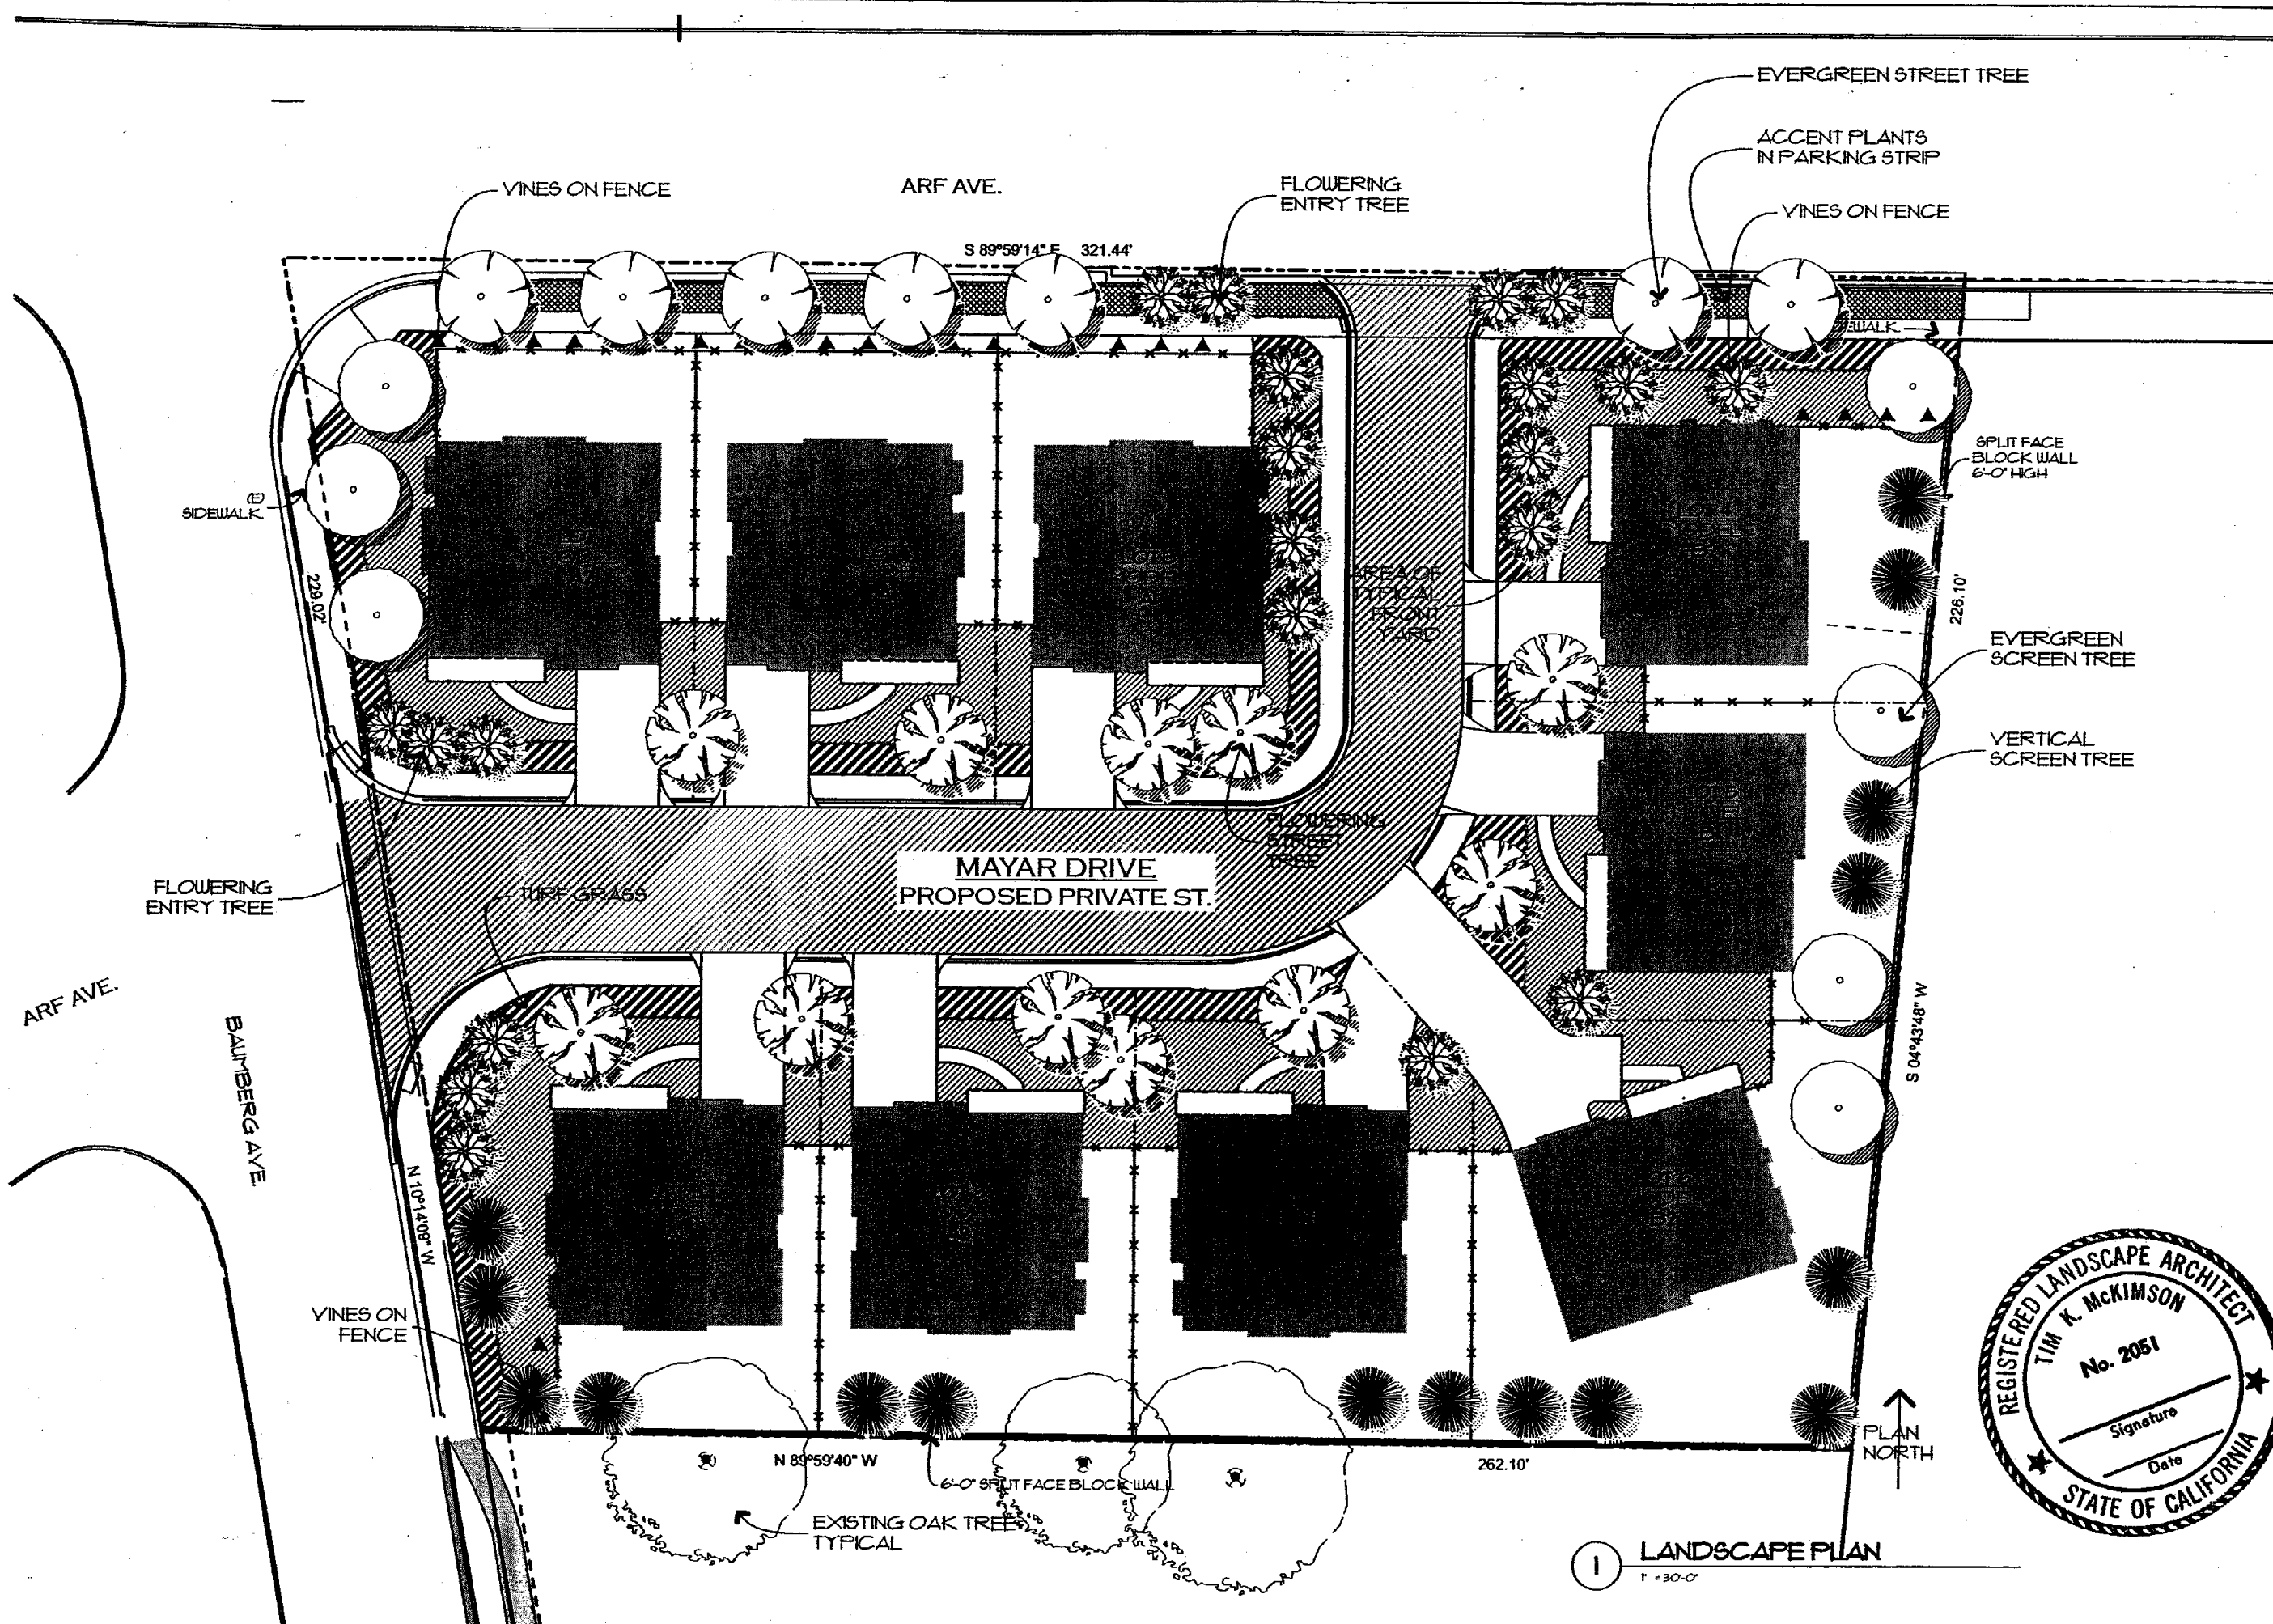 EVERGREEN STREET TREE
ACCENT PLANTS
IN PARKING STRIP
VINES ON FENCE
ARF AVE.
FLOWERING
ENTRY TREE
VINES ON FENCE
S 89°59'14" E 321.44'
EWALK
SPLIT FACE
BLOCK WALL
6'-0" HIGH
(E)
SIDEWALK
229.02'
AREA OF
TYPICAL
FRONT
YARD
226.10'
EVERGREEN
SCREEN TREE
VERTICAL
SCREEN TREE
FLOWERING
STREET
TREE
MAYAR DRIVE
PROPOSED PRIVATE ST.
TURF GRASS
FLOWERING
ENTRY TREE
ARF AVE.
BAUMBERG AVE.
S 04°43'48" W
N 10°14'09" W
VINES ON
FENCE
N 89°59'40" W
262.10'
6'-0" SPLIT FACE BLOCK WALL
EXISTING OAK TREE
TYPICAL
PLAN
NORTH
1
LANDSCAPE PLAN
1" = 30'-0"
REGISTERED LANDSCAPE ARCHITECT
TIM K. McKIMSON
No. 2051
Signature
Date
STATE OF CALIFORNIA